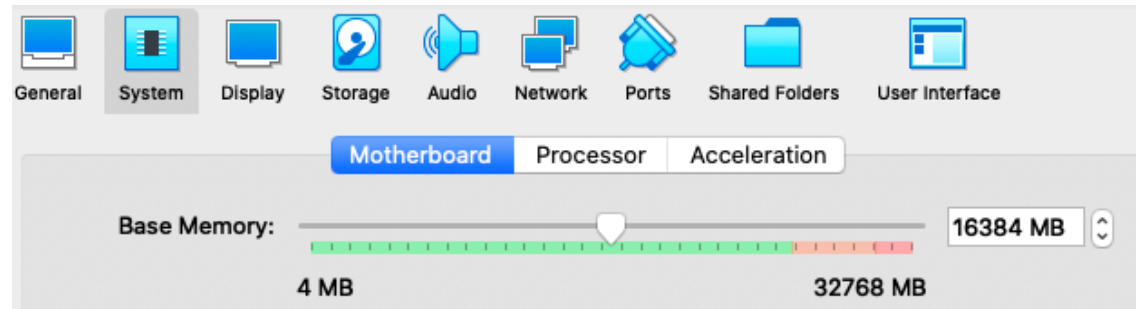 General System Display Storage Audio Network Ports Shared Folders User Interface
Motherboard Processor Acceleration
Base Memory: 16384 MB
4 MB 32768 MB